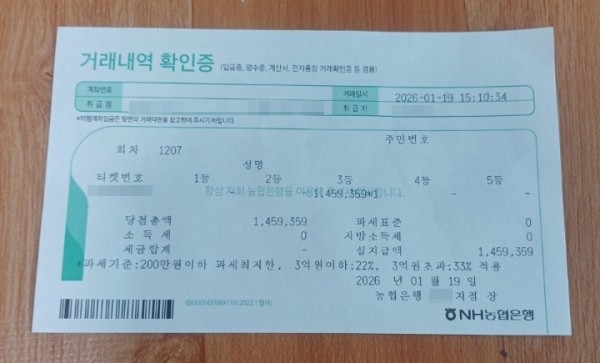 거래내역 확인증 (입금증, 영수증, 계산서, 전자통장 거래확인증 등 겸용)
계좌번호
거래일시 2026-01-19 15:10:34
취급점 취급자
주민번호
회차 1207
성명
티켓번호 1등 2등 3등 4등 5등
항상 저희 농협은행을 이용해 주셔서 감사합니다.
- 1,459,359*1 - -
당첨총액 1,459,359 과세표준 0
소득세 0 지방소득세 0
세금합계 - 실지급액 1,459,359
*과세기준:200만원이하 과세최저한, 3억원이하:22%, 3억원초과:33% 적용
2026 년 01 월 19 일
농협은행 지점 장
NH농협은행